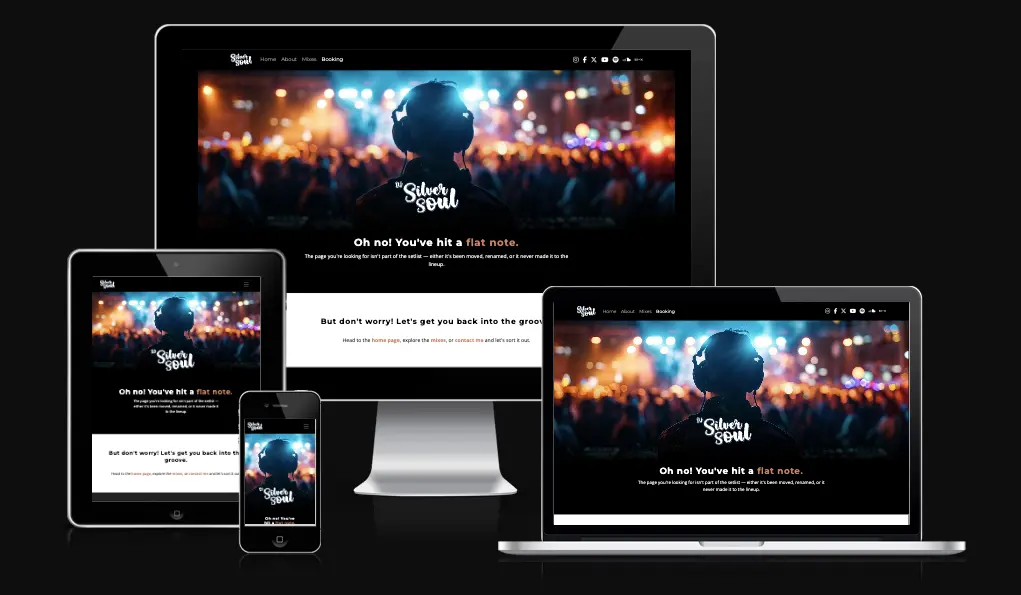 Silver Soul
Home About Mixes Booking
DJ
Silver
Soul
Oh no! You've hit a flat note.
The page you're looking for isn't part of the setlist — either it's been moved, renamed, or it never made it to the
lineup.
But don't worry! Let's get you back into the groov
Head to the home page, explore the mixes, or contact me and let's sort it out.
Silver Soul
DJ
Silver
Soul
Oh no! You've hit a flat note.
The page you're looking for isn't part of the setlist —
either it's been moved, renamed, or it never made it
to the lineup.
But don't worry! Let's get you back into th
groove.
Head to the home page, explore the mixes, or contact me and let's sort it ou
Silver Soul
DJ
Silver
Soul
Oh no! You've
hit a flat note.
Silver Soul
Home About Mixes Booking
DJ
Silver
Soul
Oh no! You've hit a flat note.
The page you're looking for isn't part of the setlist — either it's been moved, renamed, or it
never made it to the lineup.